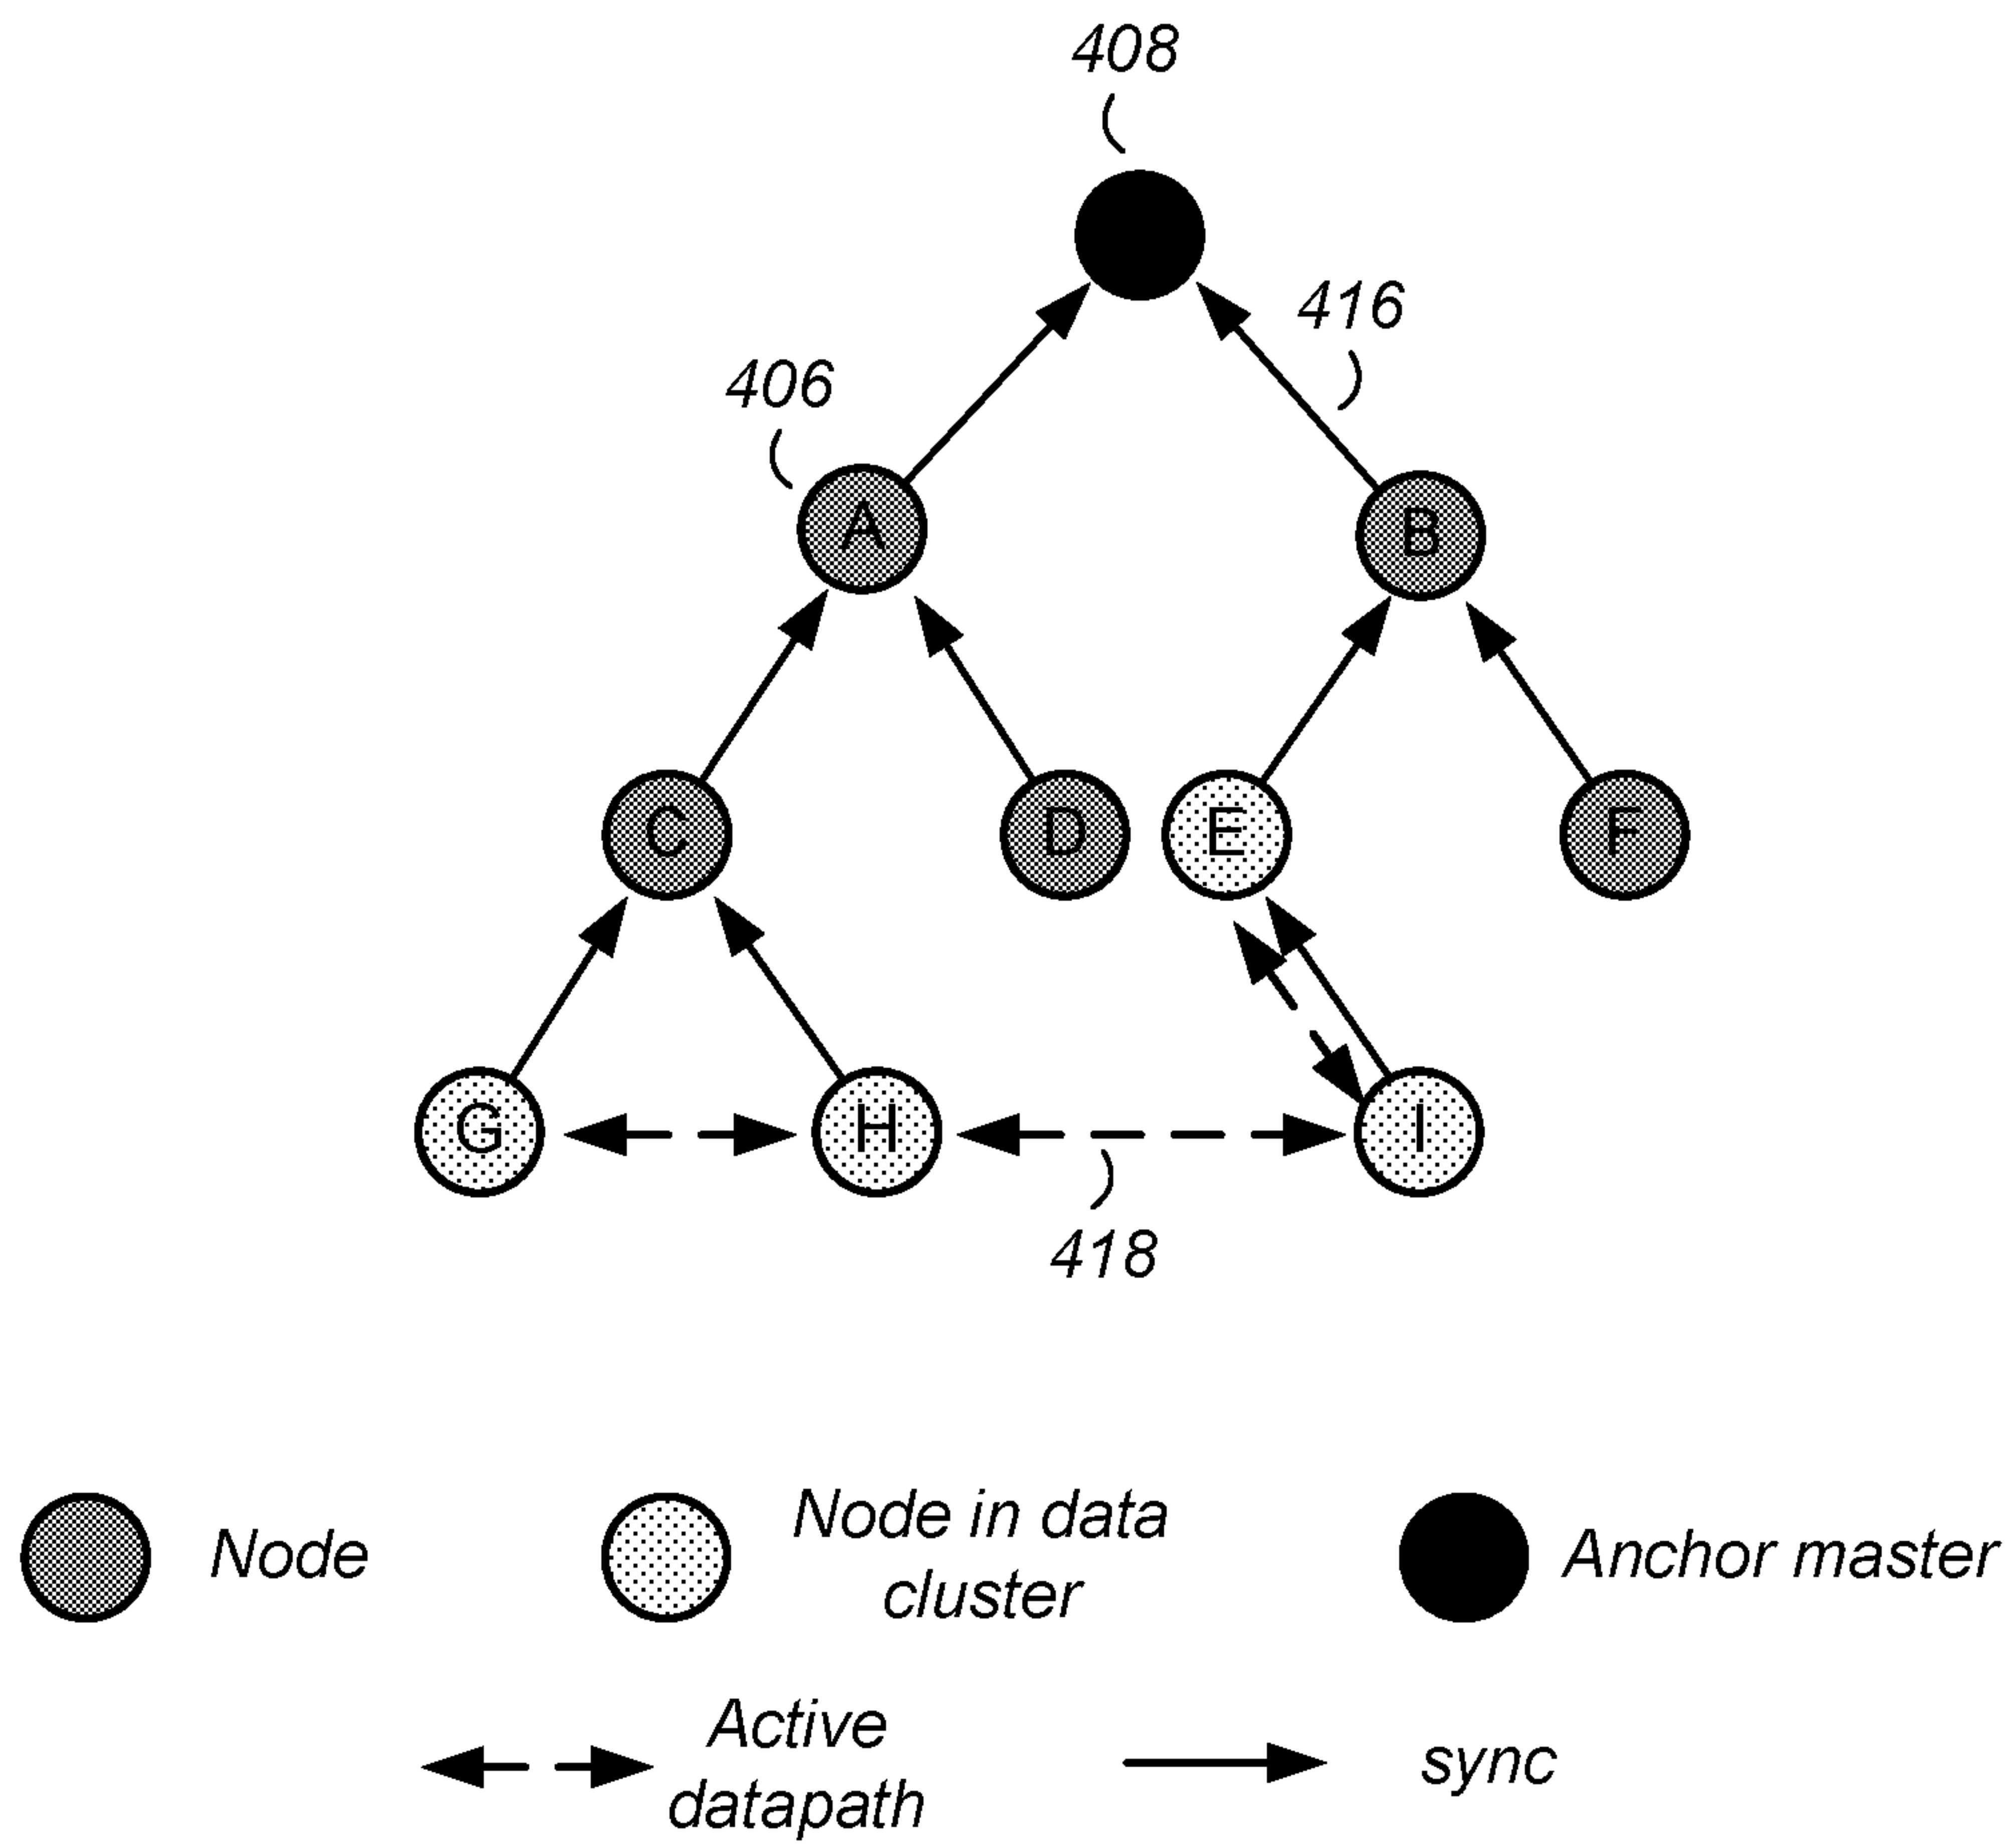 408
416
406
A
B
C
D
E
F
G
H
I
418
Node
Node in data
cluster
Anchor master
Active
datapath
sync